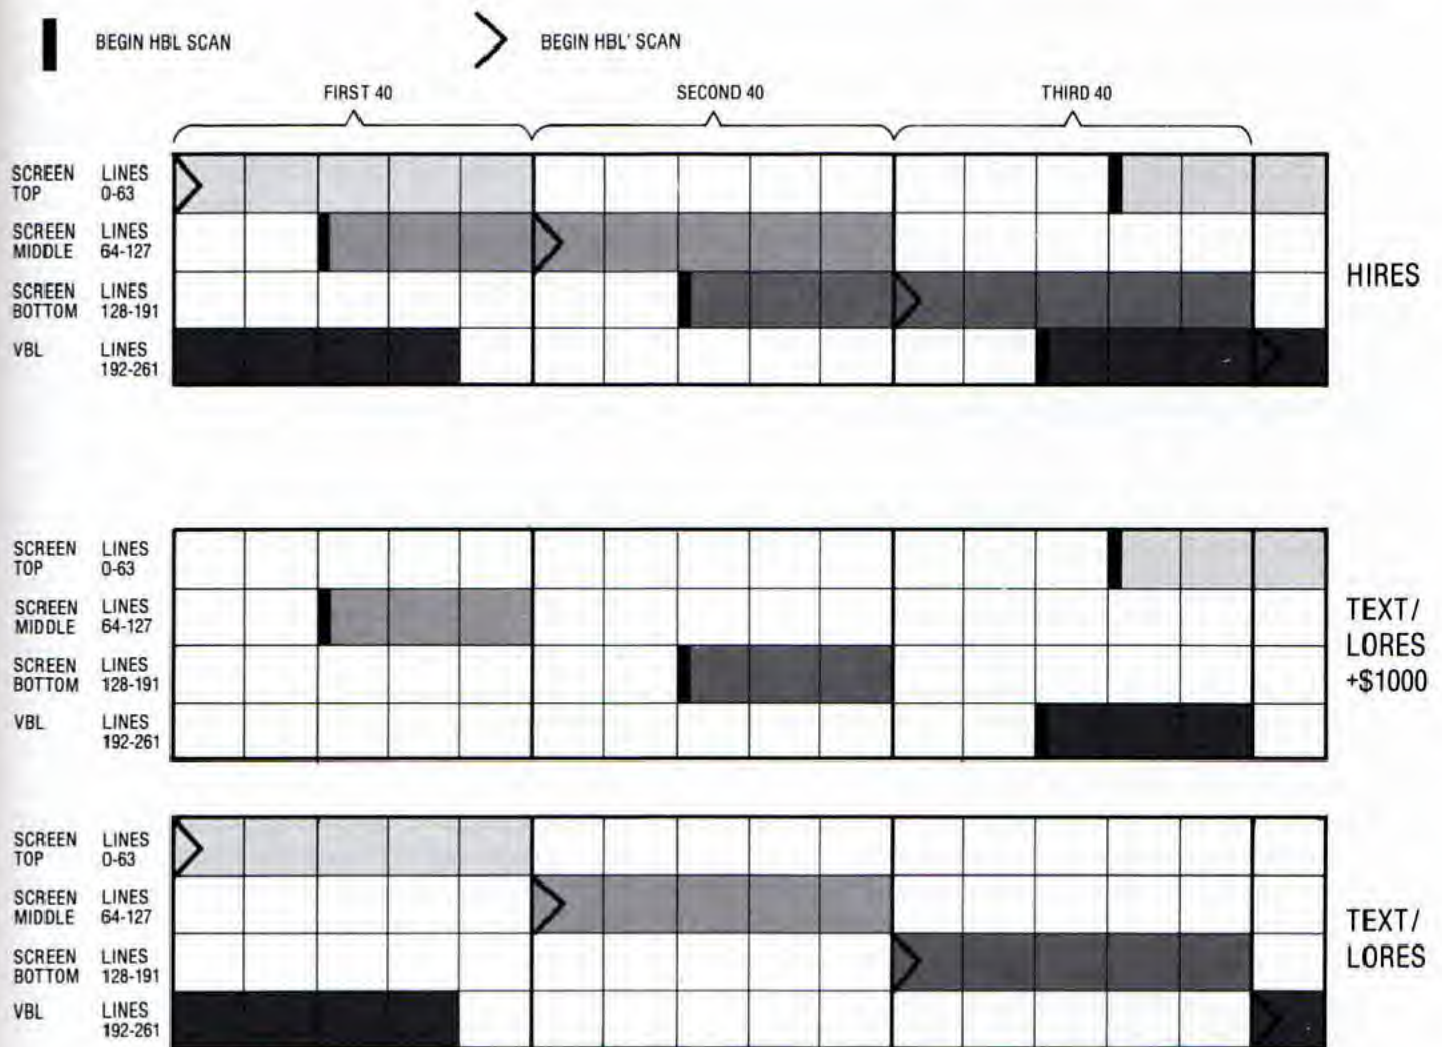 BEGIN HBL SCAN
BEGIN HBL' SCAN
FIRST 40
SECOND 40
THIRD 40
SCREEN TOP LINES 0-63
SCREEN MIDDLE LINES 64-127
SCREEN BOTTOM LINES 128-191
VBL LINES 192-261
HIRES
SCREEN TOP LINES 0-63
SCREEN MIDDLE LINES 64-127
SCREEN BOTTOM LINES 128-191
VBL LINES 192-261
TEXT/
LORES
+$1000
SCREEN TOP LINES 0-63
SCREEN MIDDLE LINES 64-127
SCREEN BOTTOM LINES 128-191
VBL LINES 192-261
TEXT/
LORES